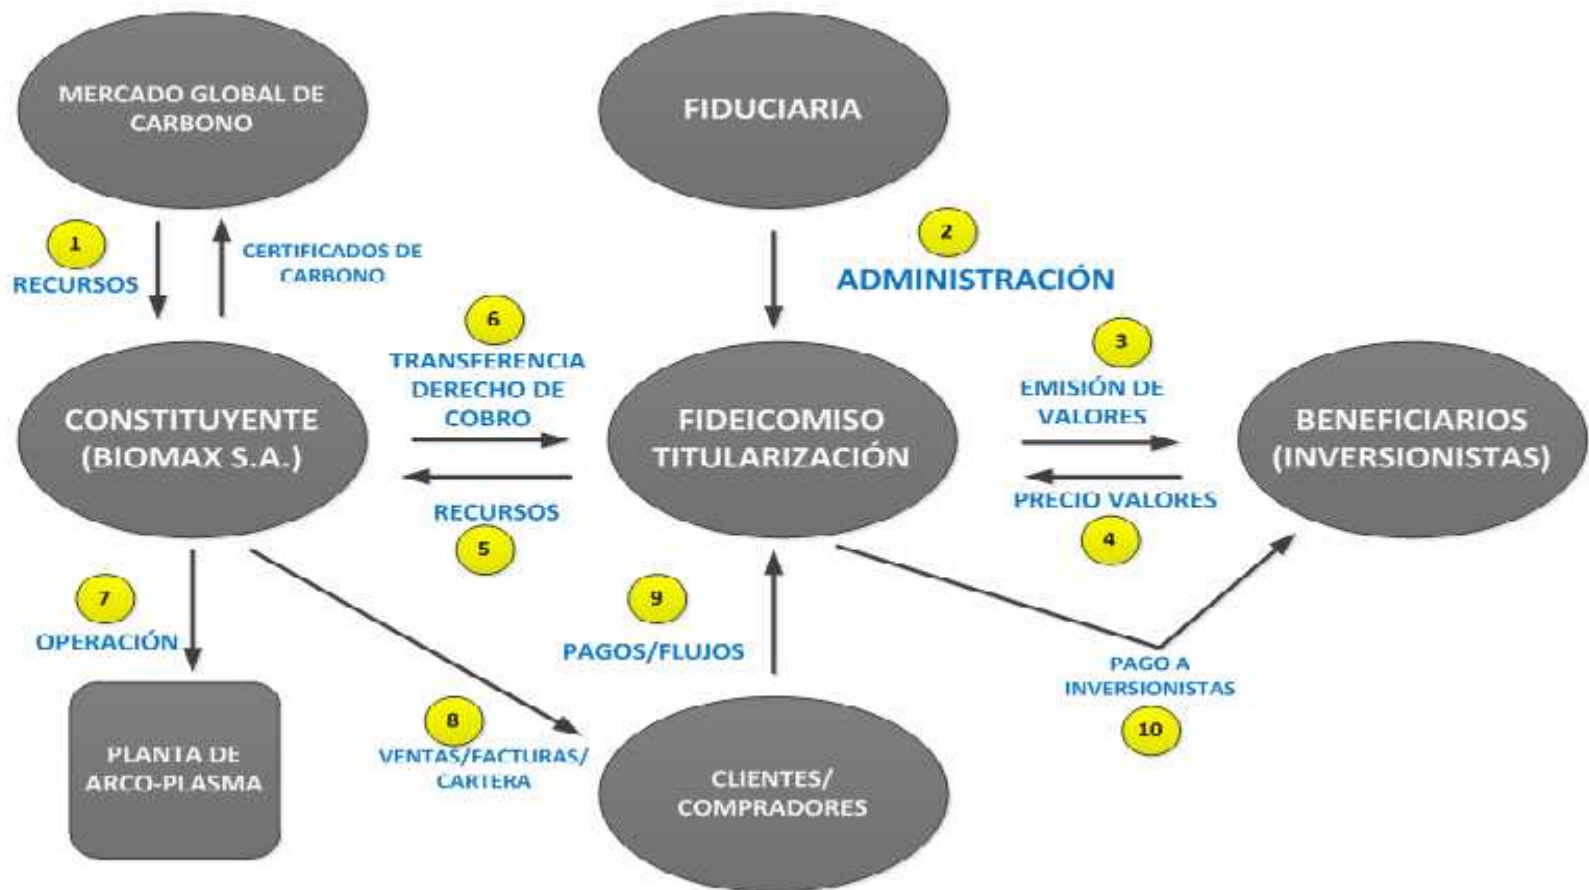 MERCADO GLOBAL DE
CARBONO
FIDUCIARIA
1
RECURSOS
CERTIFICADOS DE
CARBONO
2
ADMINISTRACIÓN
6
TRANSFERENCIA
DERECHO DE
COBRO
3
EMISIÓN DE
VALORES
CONSTITUYENTE
(BIOMAX S.A.)
FIDEICOMISO
TITULARIZACIÓN
BENEFICIARIOS
(INVERSIONISTAS)
RECURSOS
5
PRECIO VALORES
4
7
OPERACIÓN
9
PAGOS/FLUJOS
PAGO A
INVERSIONISTAS
10
8
VENTAS/FACTURAS/
CARTERA
PLANTA DE
ARCO-PLASMA
CLIENTES/
COMPRADORES